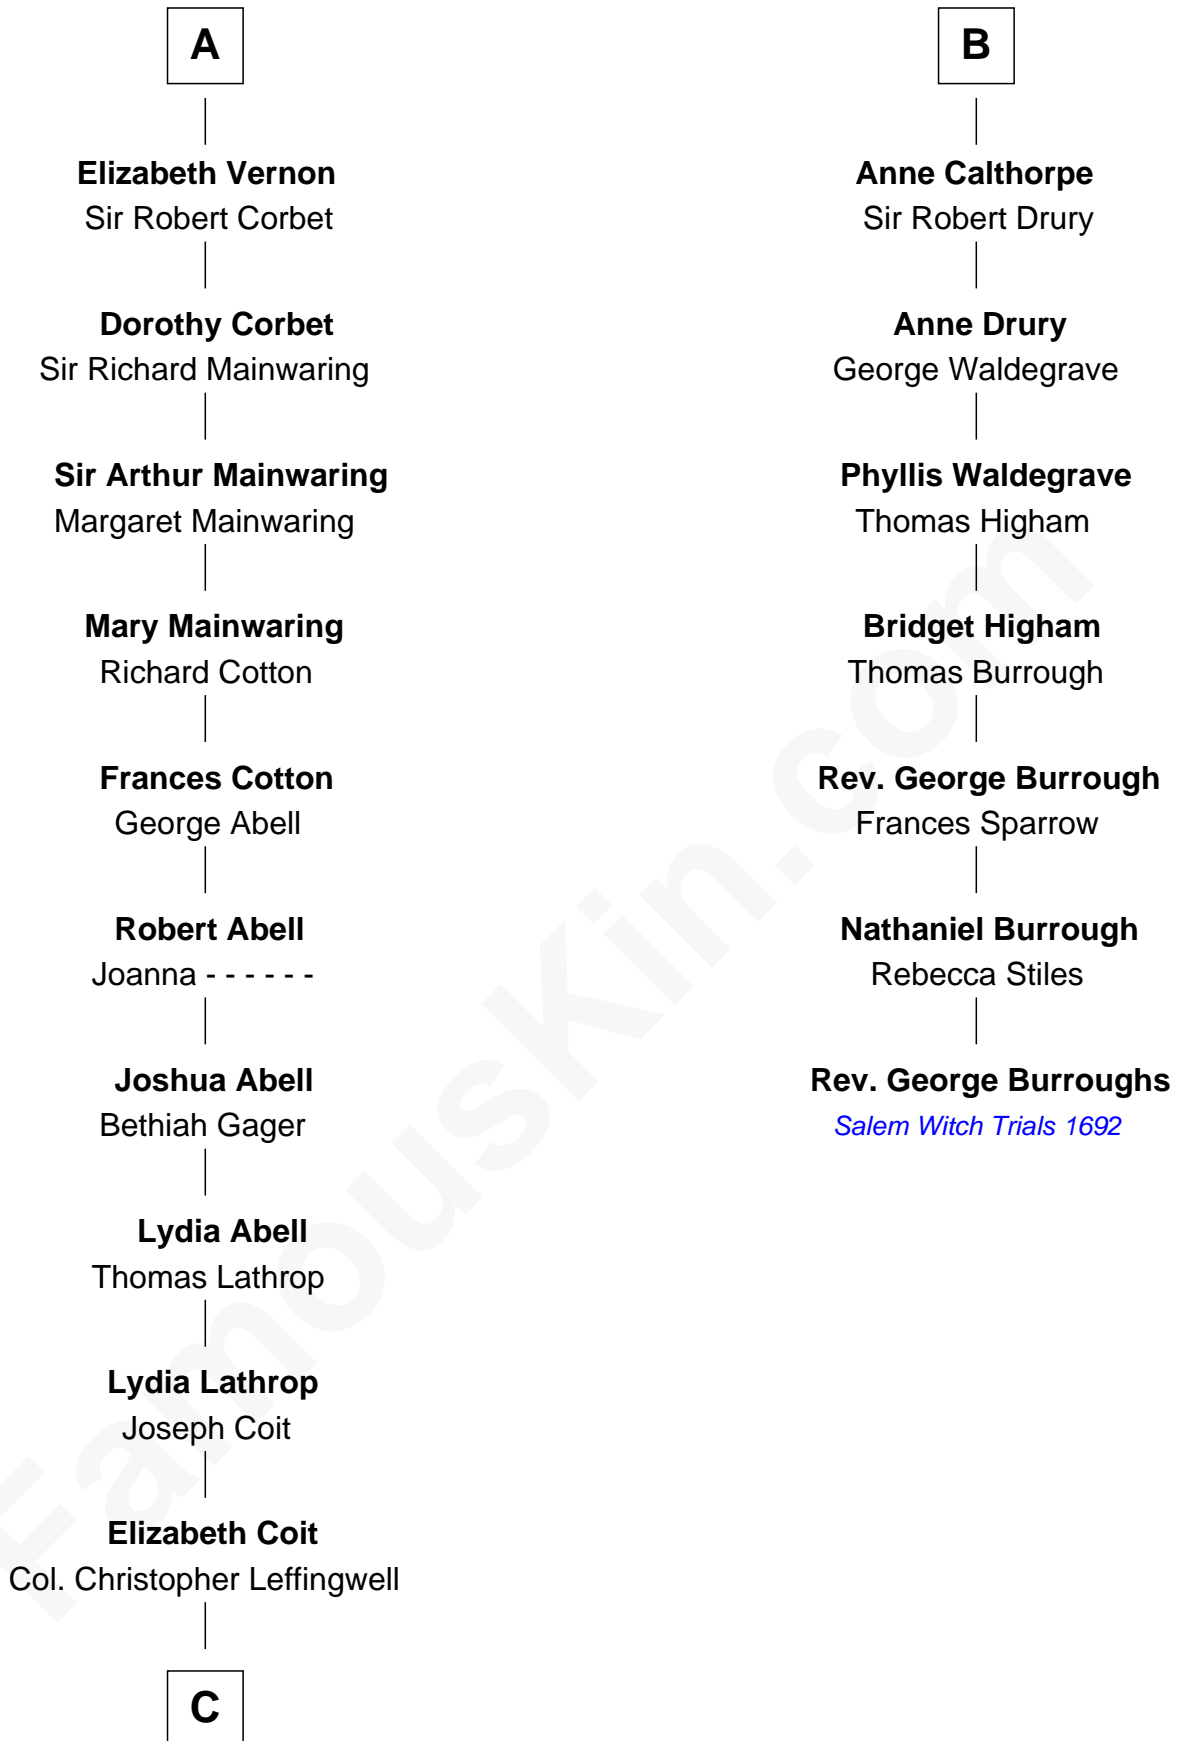 A
Elizabeth Vernon
Sir Robert Corbet
Dorothy Corbet
Sir Richard Mainwaring
Sir Arthur Mainwaring
Margaret Mainwaring
Mary Mainwaring
Richard Cotton
Frances Cotton
George Abell
Robert Abell
Joanna - - - - - -
Joshua Abell
Bethiah Gager
Lydia Abell
Thomas Lathrop
Lydia Lathrop
Joseph Coit
Elizabeth Coit
Col. Christopher Leffingwell
C
B
Anne Calthorpe
Sir Robert Drury
Anne Drury
George Waldegrave
Phyllis Waldegrave
Thomas Higham
Bridget Higham
Thomas Burrough
Rev. George Burrough
Frances Sparrow
Nathaniel Burrough
Rebecca Stiles
Rev. George Burroughs
Salem Witch Trials 1692
FamousKin.com